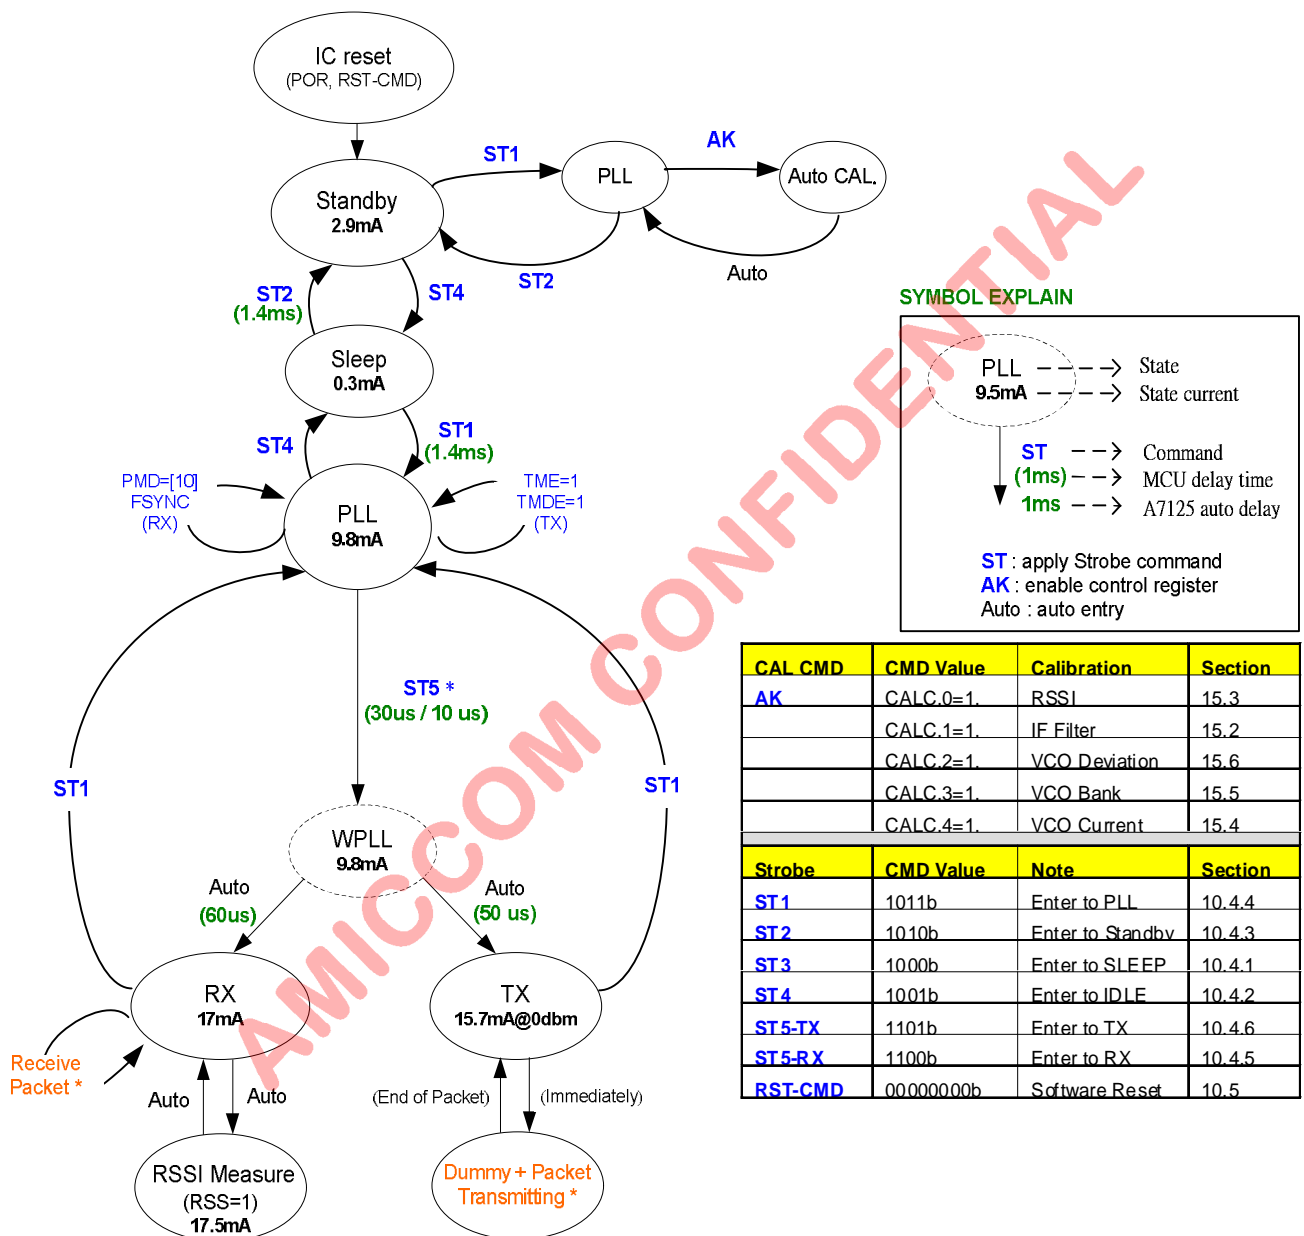 IC reset
(POR, RST-CMD)
ST1
AK
PLL
Auto CAL.
Standby
2.9mA
Auto
ST2
ST2
(1.4ms)
ST4
Sleep
0.3mA
ST4
ST1
(1.4ms)
PMD=[10]
FSYNC
(RX)
TME=1
TMDE=1
(TX)
PLL
9.8mA
ST5 *
(30us / 10 us)
ST1
ST1
WPLL
9.8mA
Auto
(60us)
Auto
(50 us)
RX
17mA
TX
15.7mA@0dbm
Receive
Packet *
Auto
Auto
(End of Packet)
(Immediately)
RSSI Measure
(RSS=1)
17.5mA
Dummy + Packet
Transmitting *
SYMBOL EXPLAIN
PLL
State
9.5mA
State current
ST
Command
(1ms)
MCU delay time
1ms
A7125 auto delay
ST : apply Strobe command
AK : enable control register
Auto : auto entry
CAL CMD CMD Value Calibration Section
AK CALC.0=1. RSSI 15.3
CALC.1=1. IF Filter 15.2
CALC.2=1. VCO Deviation 15.6
CALC.3=1. VCO Bank 15.5
CALC.4=1. VCO Current 15.4
Strobe CMD Value Note Section
ST1 1011b Enter to PLL 10.4.4
ST2 1010b Enter to Standby 10.4.3
ST3 1000b Enter to SLEEP 10.4.1
ST4 1001b Enter to IDLE 10.4.2
ST5-TX 1101b Enter to TX 10.4.6
ST5-RX 1100b Enter to RX 10.4.5
RST-CMD 00000000b Software Reset 10.5
AMICCOM CONFIDENTIAL